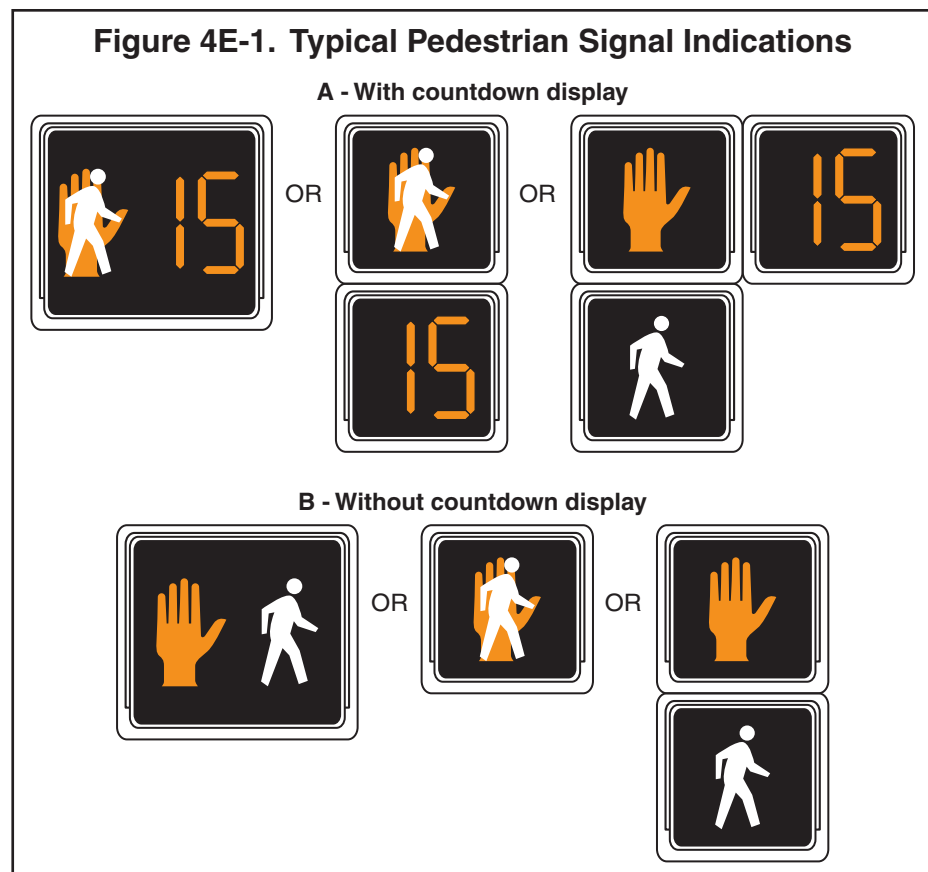 Figure 4E-1. Typical Pedestrian Signal Indications
A - With countdown display
15 OR OR 15
15
B - Without countdown display
OR OR